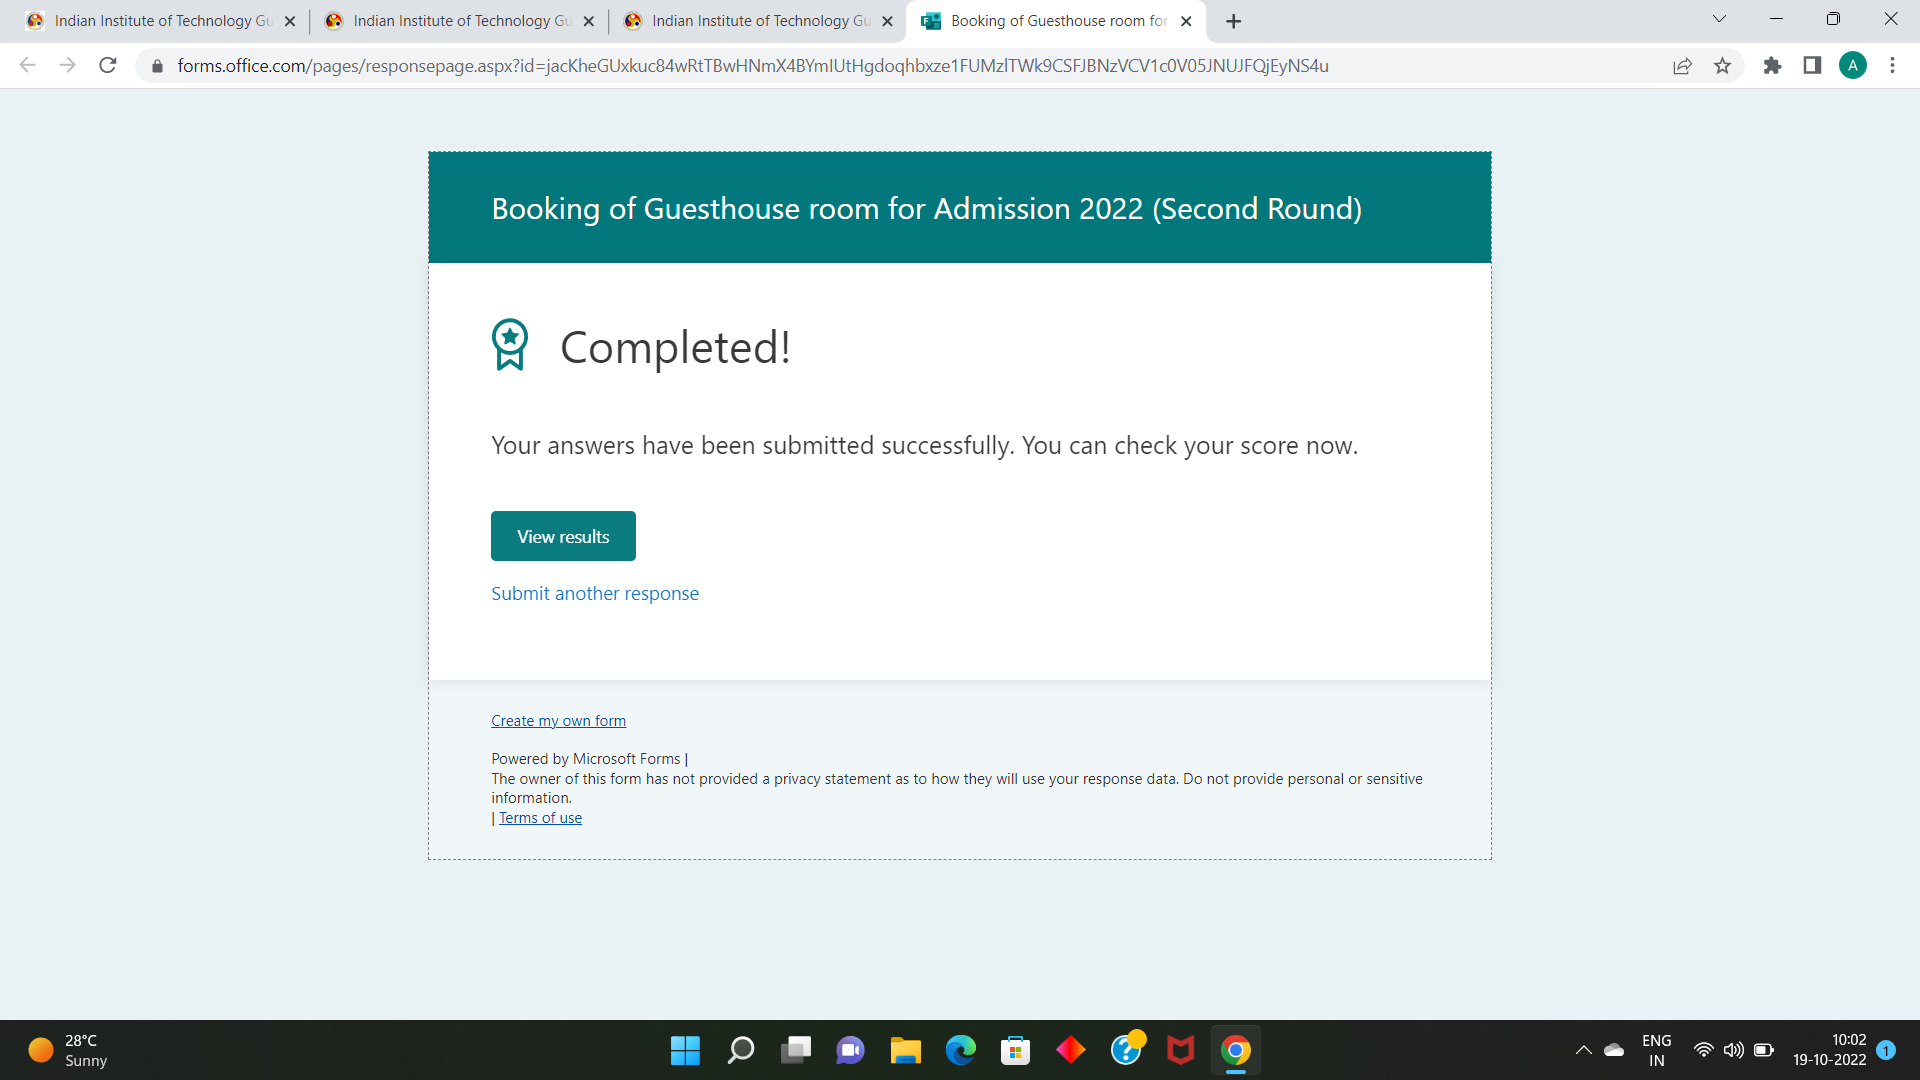 Indian Institute of Technology Gu
Indian Institute of Technology Gu
Indian Institute of Technology Gu
Booking of Guesthouse room for
forms.office.com/pages/responsepage.aspx?id=jacKheGUxkuc84wRtTBwHNmX4BYmIUtHgdoqhbxze1FUMzlTWk9CSFJBNzVCV1c0V05JNUJFQjEyNS4u
A
Booking of Guesthouse room for Admission 2022 (Second Round)
Completed!
Your answers have been submitted successfully. You can check your score now.
View results
Submit another response
Create my own form
Powered by Microsoft Forms |
The owner of this form has not provided a privacy statement as to how they will use your response data. Do not provide personal or sensitive
information.
| Terms of use
28°C
Sunny
ENG
IN
10:02
19-10-2022
1